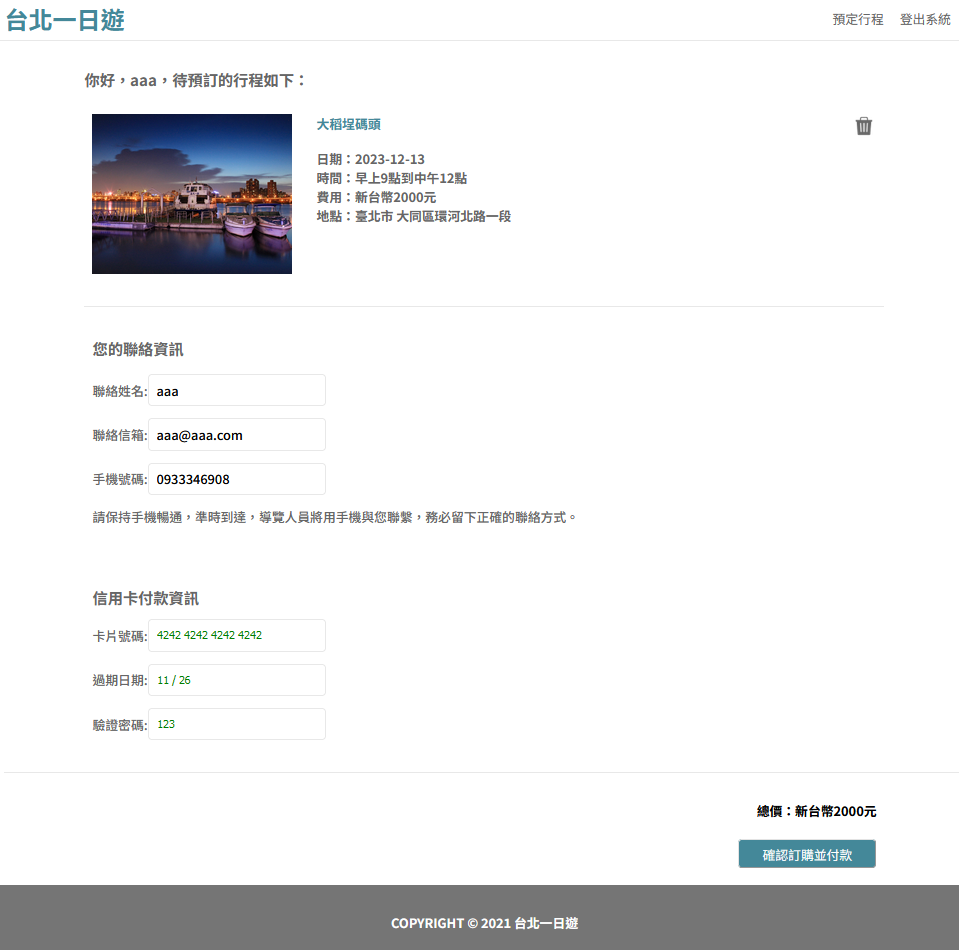 台北一日遊
預定行程 登出系統
你好，aaa，待預訂的行程如下：
大稻埕碼頭
日期：2023-12-13
時間：早上9點到中午12點
費用：新台幣2000元
地點：臺北市 大同區環河北路一段
您的聯絡資訊
聯絡姓名: aaa
聯絡信箱: aaa@aaa.com
手機號碼: 0933346908
請保持手機暢通，準時到達，導覽人員將用手機與您聯繫，務必留下正確的聯絡方式。
信用卡付款資訊
卡片號碼: 4242 4242 4242 4242
過期日期: 11 / 26
驗證密碼: 123
總價：新台幣2000元
確認訂購並付款
COPYRIGHT © 2021 台北一日遊